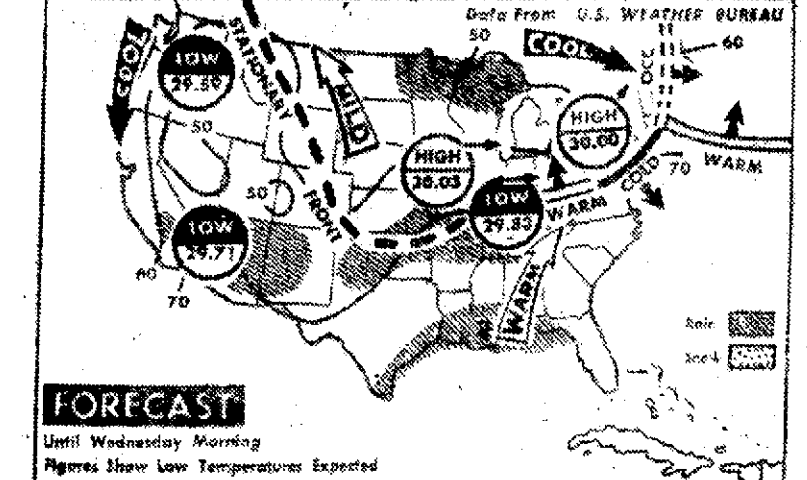 Data From U.S. WEATHER BUREAU
50
60
COOL
COOL
OCC
LOW
29.59
STATIONARY
FRONT
MILD
50
50
HIGH
30.03
HIGH
30.00
LOW
29.83
WARM
COLD
70
WARM
LOW
29.71
60
70
WARM
Rain
FORECAST
Until Wednesday Morning
Figures Show Low Temperatures Expected